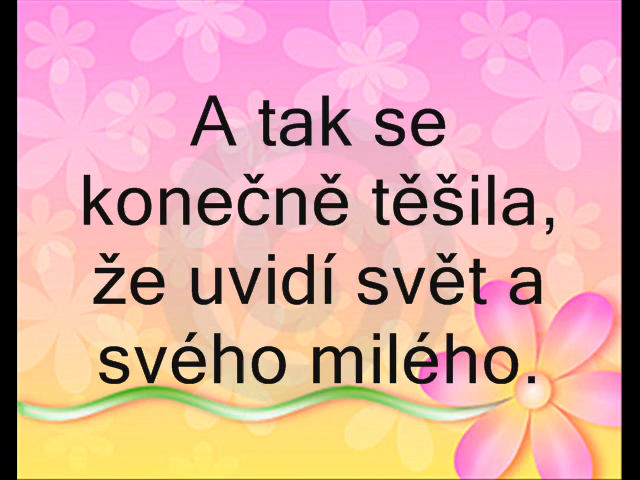 A tak se
konečně těšila,
že uvidí svět a
svého milého.